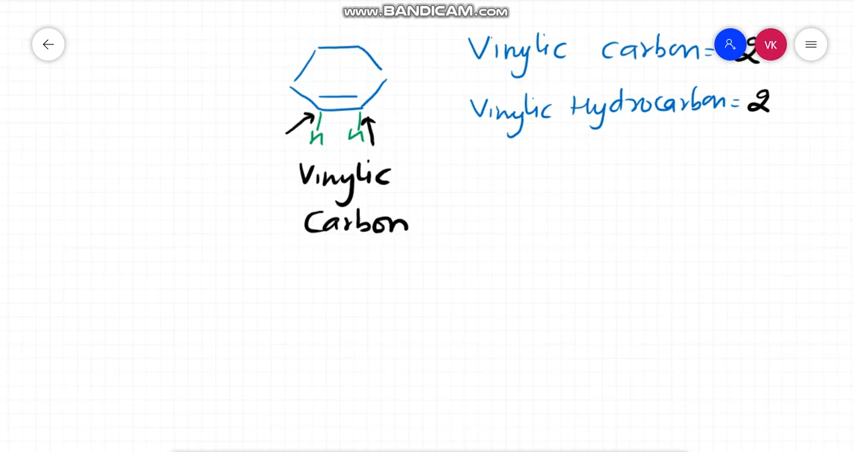 www.BANDICAM.com
Vinylic Carbon = 2
VK
Vinylic Hydrocarbon = 2
h h
Vinylic
Carbon